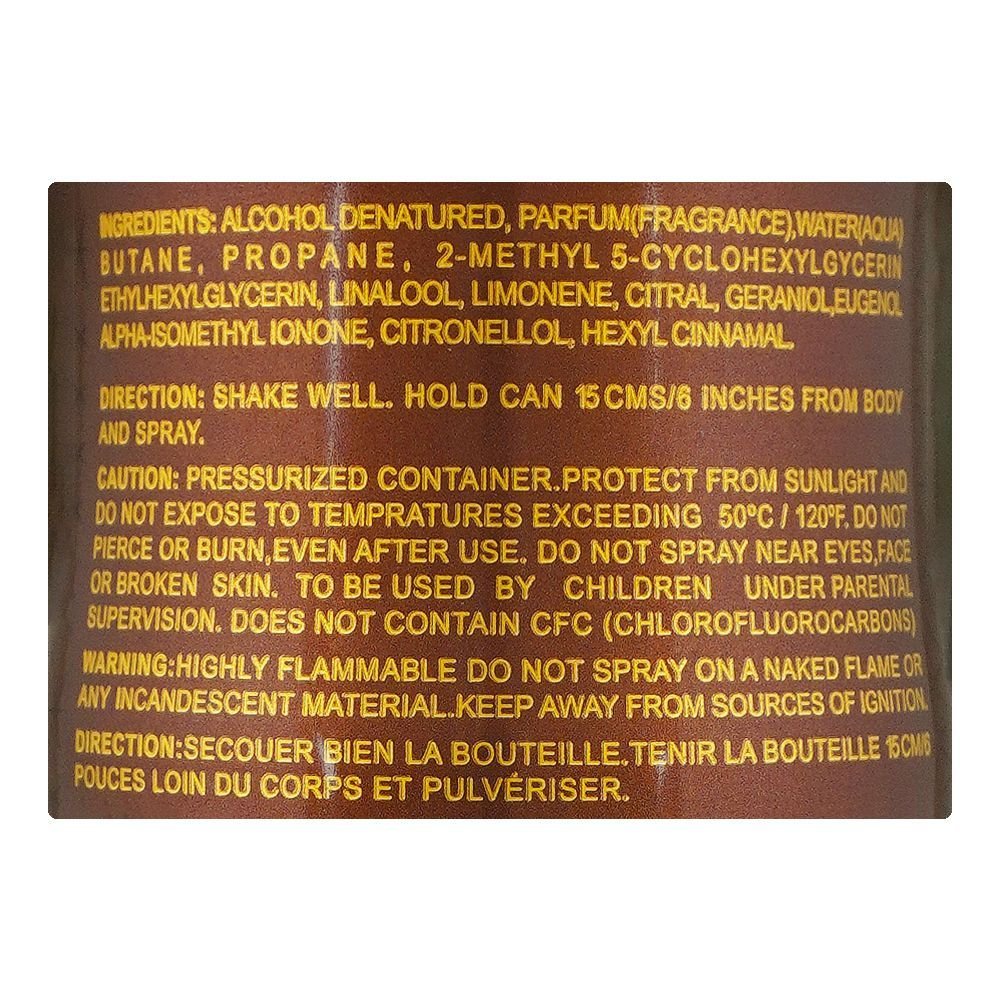 INGREDIENTS: ALCOHOL DENATURED, PARFUM(FRAGRANCE),WATER(AQUA)
BUTANE, PROPANE, 2-METHYL 5-CYCLOHEXYLGYCERIN
ETHYLHEXYLGLYCERIN, LINALOOL, LIMONENE, CITRAL, GERANIOL,EUGENOL
ALPHA-ISOMETHYL IONONE, CITRONELLOL, HEXYL CINNAMAL.
DIRECTION: SHAKE WELL. HOLD CAN 15 CMS/6 INCHES FROM BODY
AND SPRAY.
CAUTION: PRESSURIZED CONTAINER.PROTECT FROM SUNLIGHT AND
DO NOT EXPOSE TO TEMPRATURES EXCEEDING 50ºC / 120ºF. DO NOT
PIERCE OR BURN,EVEN AFTER USE. DO NOT SPRAY NEAR EYES,FACE
OR BROKEN SKIN. TO BE USED BY CHILDREN UNDER PARENTAL
SUPERVISION. DOES NOT CONTAIN CFC (CHLOROFLUOROCARBONS)
WARNING:HIGHLY FLAMMABLE DO NOT SPRAY ON A NAKED FLAME OR
ANY INCANDESCENT MATERIAL.KEEP AWAY FROM SOURCES OF IGNITION.
DIRECTION:SECOUER BIEN LA BOUTEILLE.TENIR LA BOUTEILLE 15CM/6
POUCES LOIN DU CORPS ET PULVÉRISER.